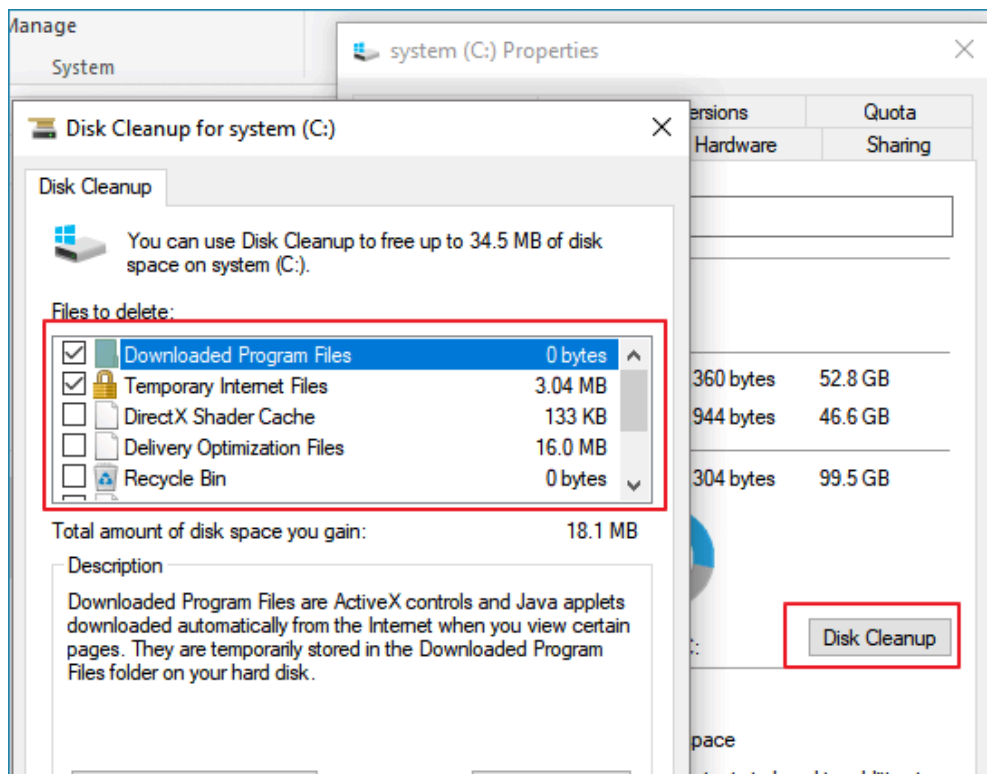 Manage
System
system (C:) Properties
Quota
Hardware
Sharing
Disk Cleanup for system (C:)
Disk Cleanup
You can use Disk Cleanup to free up to 34.5 MB of disk
space on system (C:).
Files to delete:
Downloaded Program Files 0 bytes
Temporary Internet Files 3.04 MB
DirectX Shader Cache 133 KB
Delivery Optimization Files 16.0 MB
Recycle Bin 0 bytes
Total amount of disk space you gain: 18.1 MB
Description
Downloaded Program Files are ActiveX controls and Java applets
downloaded automatically from the Internet when you view certain
pages. They are temporarily stored in the Downloaded Program
Files folder on your hard disk.
360 bytes 52.8 GB
944 bytes 46.6 GB
304 bytes 99.5 GB
Disk Cleanup